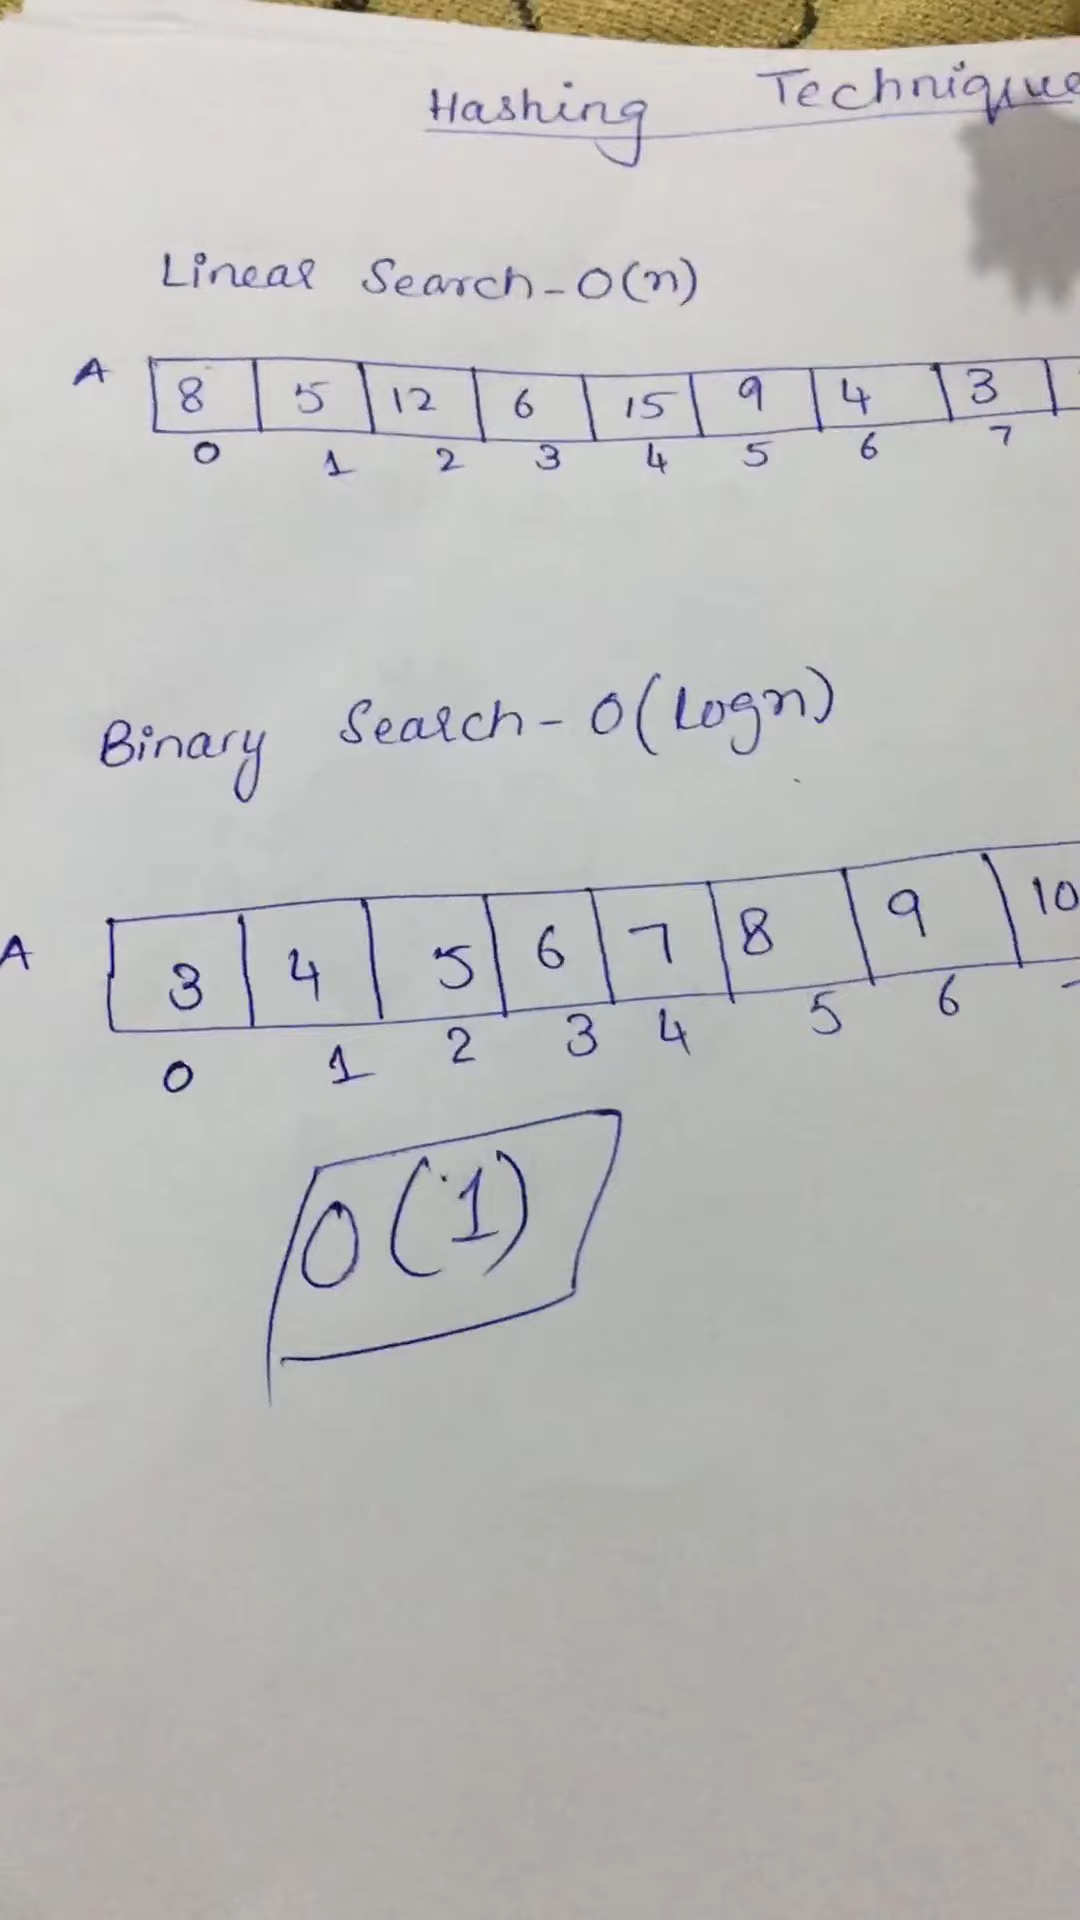 Hashing Technique
Linear Search - O(n)
A 8 5 12 6 15 9 4 3
0 1 2 3 4 5 6 7
Binary Search - O(Logn)
A 3 4 5 6 7 8 9 10
0 1 2 3 4 5 6
O(1)